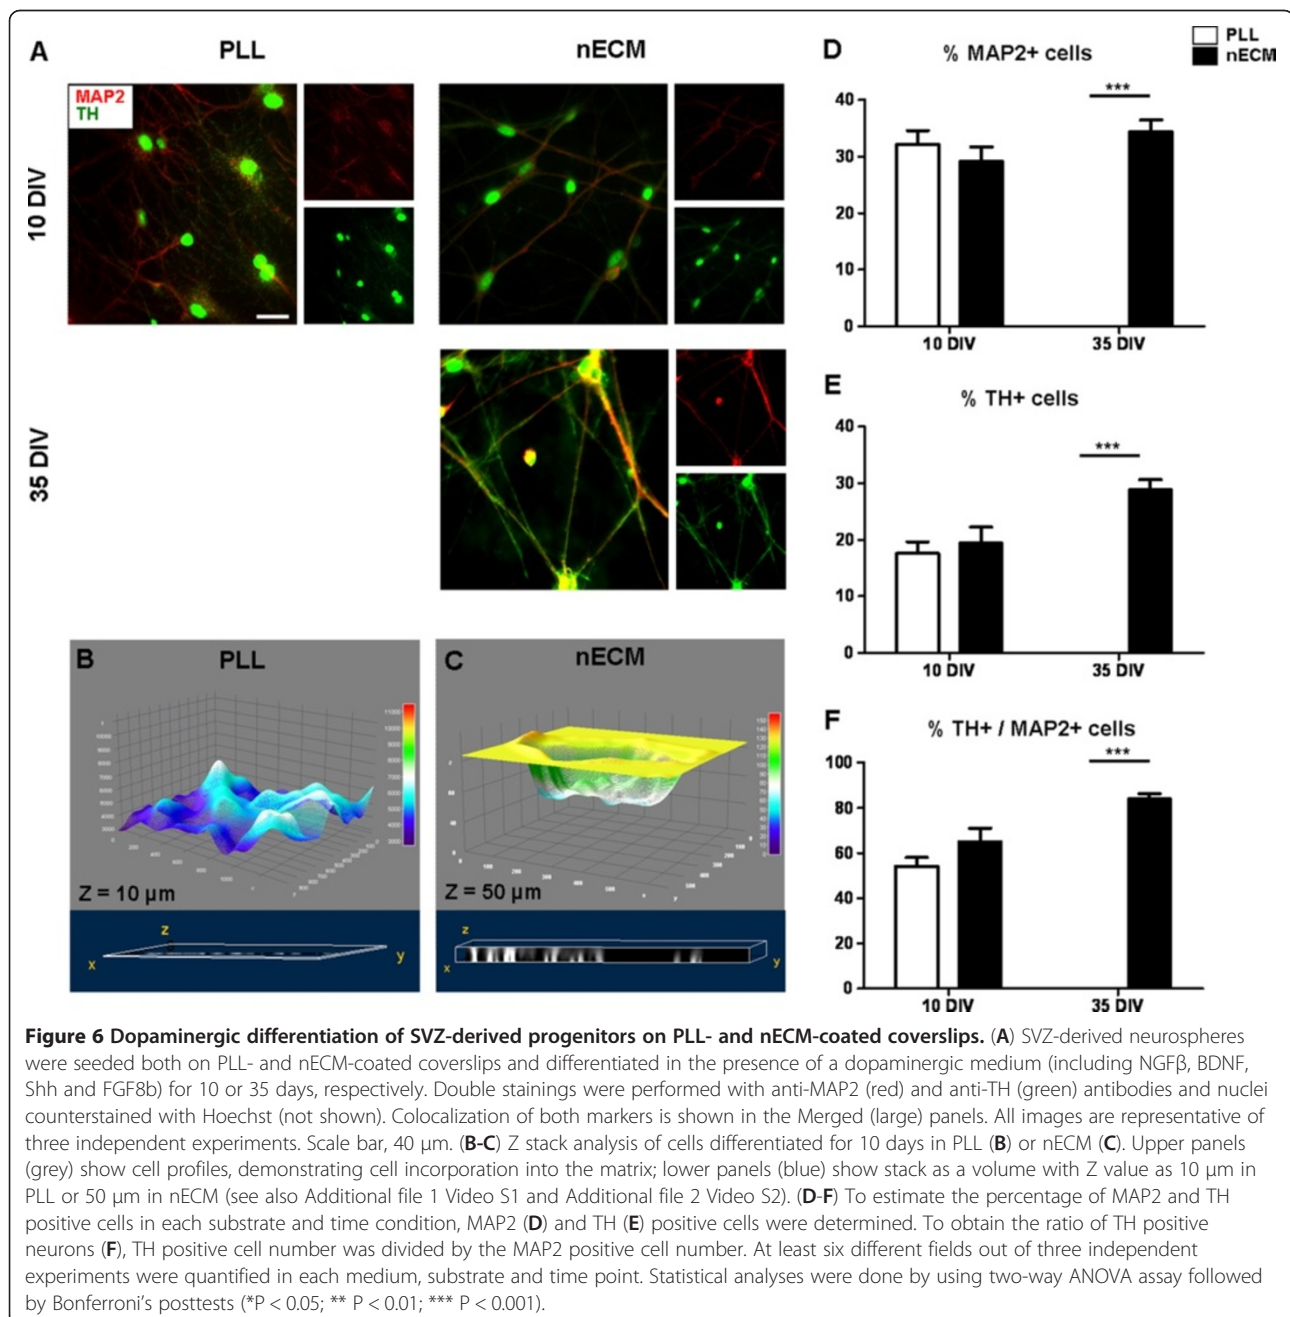 A
PLL
nECM
MAP2
TH
10 DIV
35 DIV
B
PLL
Z = 10 µm
z
x
y
C
nECM
Z = 50 µm
z
x
y
PLL
nECM
D
% MAP2+ cells
***
40
30
20
10
0
10 DIV
35 DIV
E
% TH+ cells
***
40
30
20
10
0
10 DIV
35 DIV
F
% TH+ / MAP2+ cells
***
100
80
60
40
20
0
10 DIV
35 DIV
Figure 6 Dopaminergic differentiation of SVZ-derived progenitors on PLL- and nECM-coated coverslips. (A) SVZ-derived neurospheres
were seeded both on PLL- and nECM-coated coverslips and differentiated in the presence of a dopaminergic medium (including NGFβ, BDNF,
Shh and FGF8b) for 10 or 35 days, respectively. Double stainings were performed with anti-MAP2 (red) and anti-TH (green) antibodies and nuclei
counterstained with Hoechst (not shown). Colocalization of both markers is shown in the Merged (large) panels. All images are representative of
three independent experiments. Scale bar, 40 µm. (B-C) Z stack analysis of cells differentiated for 10 days in PLL (B) or nECM (C). Upper panels
(grey) show cell profiles, demonstrating cell incorporation into the matrix; lower panels (blue) show stack as a volume with Z value as 10 µm in
PLL or 50 µm in nECM (see also Additional file 1 Video S1 and Additional file 2 Video S2). (D-F) To estimate the percentage of MAP2 and TH
positive cells in each substrate and time condition, MAP2 (D) and TH (E) positive cells were determined. To obtain the ratio of TH positive
neurons (F), TH positive cell number was divided by the MAP2 positive cell number. At least six different fields out of three independent
experiments were quantified in each medium, substrate and time point. Statistical analyses were done by using two-way ANOVA assay followed
by Bonferroni's posttests (*P < 0.05; ** P < 0.01; *** P < 0.001).